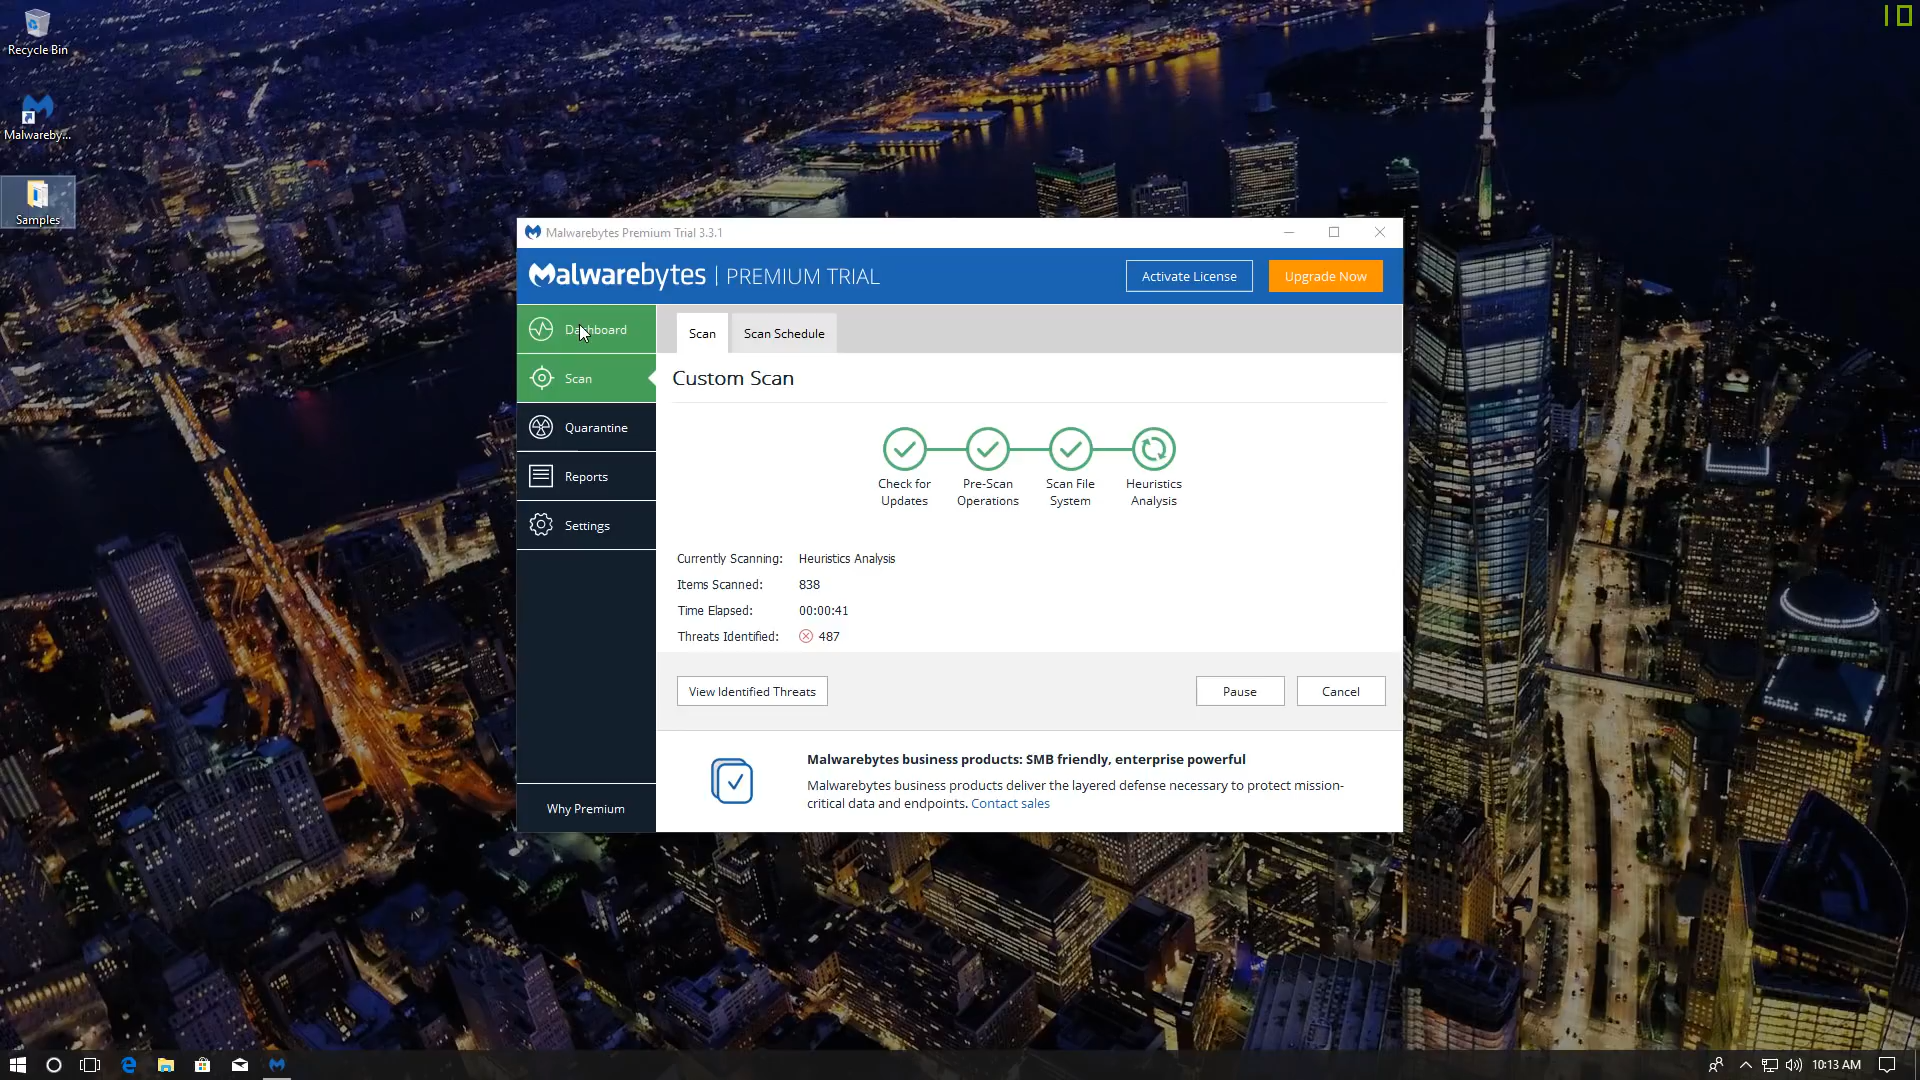 Recycle Bin
Malwareby...
Samples
10
Malwarebytes Premium Trial 3.3.1
Malwarebytes | PREMIUM TRIAL
Activate License
Upgrade Now
Dashboard
Scan
Quarantine
Reports
Settings
Why Premium
Scan
Scan Schedule
Custom Scan
Check for
Updates
Pre-Scan
Operations
Scan File
System
Heuristics
Analysis
Currently Scanning: Heuristics Analysis
Items Scanned: 838
Time Elapsed: 00:00:41
Threats Identified: 487
View Identified Threats
Pause
Cancel
Malwarebytes business products: SMB friendly, enterprise powerful
Malwarebytes business products deliver the layered defense necessary to protect mission-
critical data and endpoints. Contact sales
10:13 AM